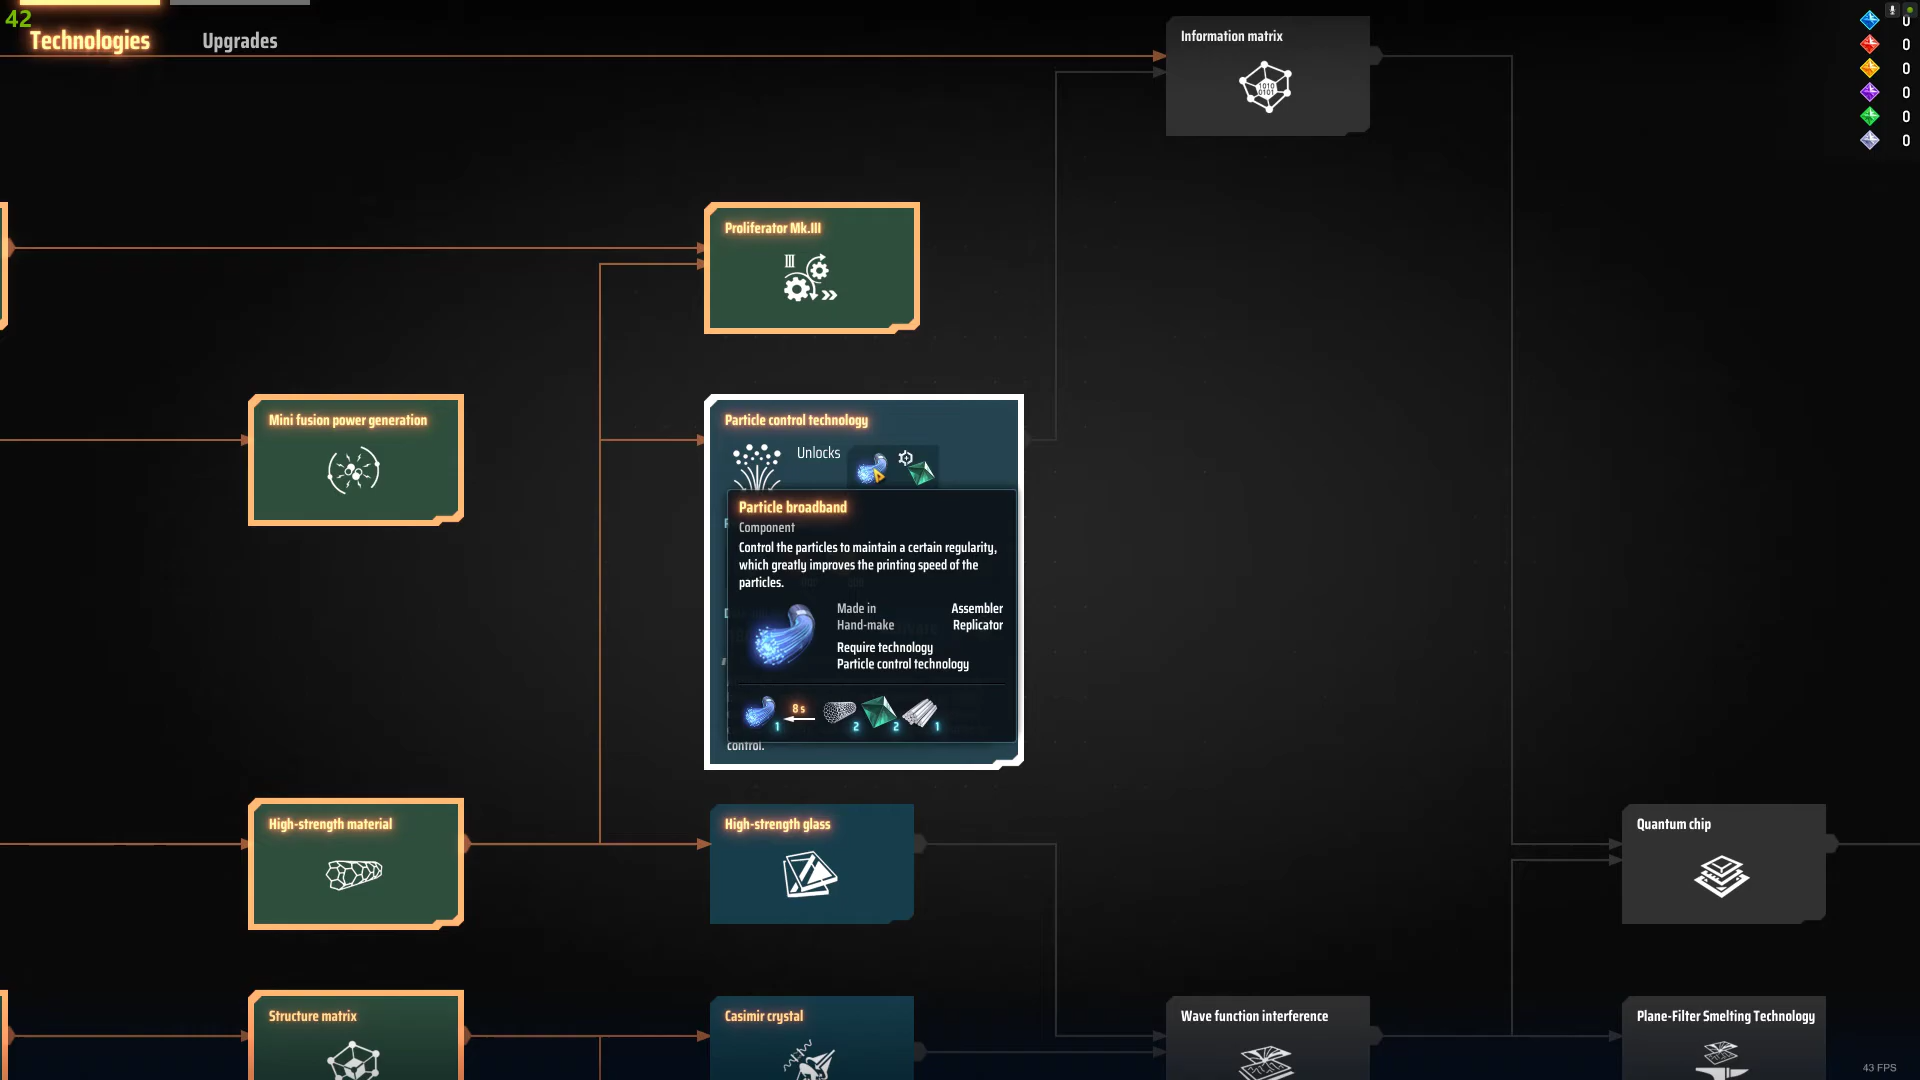 42
Technologies
Upgrades
0
0
0
0
0
0
Information matrix
1010
0101
Proliferator Mk.III
III
Mini fusion power generation
Particle control technology
Unlocks
Particle broadband
Component
Control the particles to maintain a certain regularity,
which greatly improves the printing speed of the
particles.
Made in Assembler
Hand-make Replicator
Require technology
Particle control technology
8 s
1 2 2 1
control.
High-strength material
High-strength glass
Quantum chip
Structure matrix
Casimir crystal
Wave function interference
Plane-Filter Smelting Technology
43 FPS